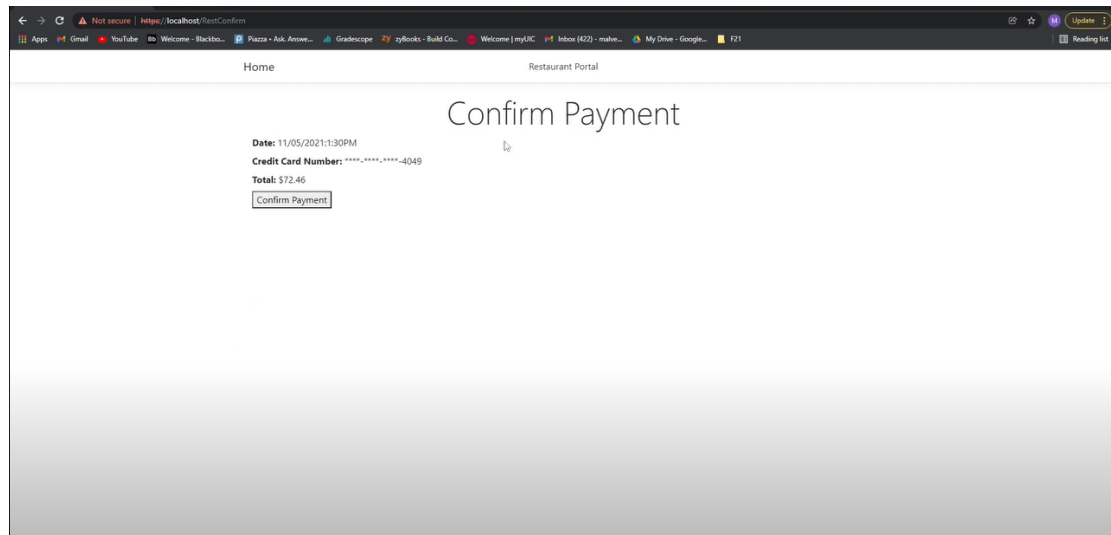 Not secure | https://localhost/RestConfirm
M Update
Apps Gmail YouTube Bb Welcome - Blackbo... Piazza • Ask. Answe... Gradescope zy zyBooks - Build Co... Welcome | myUIC Inbox (422) - malve... My Drive - Google... F21 Reading list
Home Restaurant Portal
Confirm Payment
Date: 11/05/2021:1:30PM
Credit Card Number: ****-****-****-4049
Total: $72.46
Confirm Payment